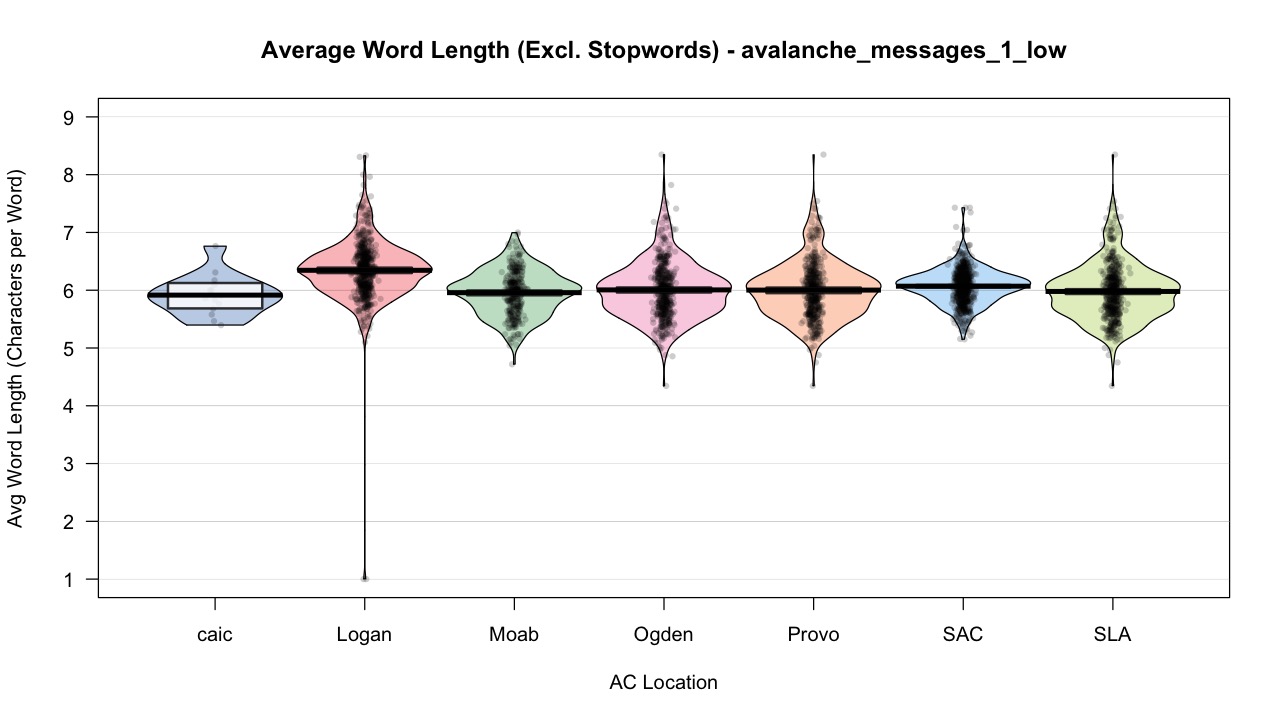 Average Word Length (Excl. Stopwords) - avalanche_messages_1_low
Avg Word Length (Characters per Word)
9
8
7
6
5
4
3
2
1
caic Logan Moab Ogden Provo SAC SLA
AC Location